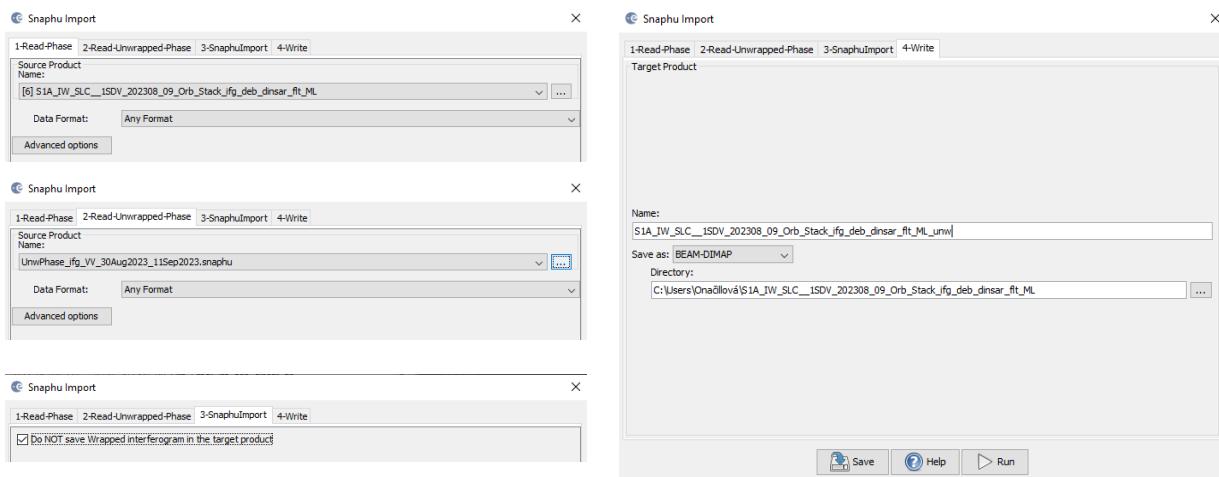 Snaphu Import
1-Read-Phase 2-Read-Unwrapped-Phase 3-SnaphuImport 4-Write
Source Product
Name:
[6] S1A_IW_SLC__1SDV_202308_09_Orb_Stack_ifg_deb_dinsar_flt_ML
...
Data Format: Any Format
Advanced options
Snaphu Import
1-Read-Phase 2-Read-Unwrapped-Phase 3-SnaphuImport 4-Write
Source Product
Name:
UnwPhase_ifg_VV_30Aug2023_11Sep2023.snaphu
...
Data Format: Any Format
Advanced options
Snaphu Import
1-Read-Phase 2-Read-Unwrapped-Phase 3-SnaphuImport 4-Write
Do NOT save Wrapped interferogram in the target product
Snaphu Import
1-Read-Phase 2-Read-Unwrapped-Phase 3-SnaphuImport 4-Write
Target Product
Name:
S1A_IW_SLC__1SDV_202308_09_Orb_Stack_ifg_deb_dinsar_flt_ML_unw
Save as: BEAM-DIMAP
Directory:
C:\Users\Onačillová\S1A_IW_SLC__1SDV_202308_09_Orb_Stack_ifg_deb_dinsar_flt_ML
...
Save Help Run